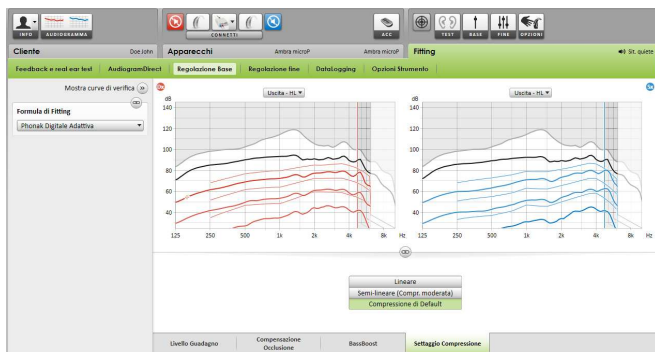 INFO AUDIOGRAMMA CONNETTI ACC TEST BASE FINE OPZIONI
Cliente Doe John Apparecchi Ambra microP Ambra microP Fitting Sit. quiete
Feedback e real ear test AudiogramDirect Regolazione Base Regolazione fine DataLogging Opzioni Strumento
Mostra curve di verifica
Formula di Fitting
Phonak Digitale Adattiva
Uscita - HL Uscita - HL
dB dB
140 140
120 120
100 100
80 80
60 60
40 40
125 250 500 1k 2k 4k 8k Hz 125 250 500 1k 2k 4k 8k Hz
Lineare
Semi-lineare (Compr. moderata)
Compressione di Default
Livello Guadagno Compensazione Occlusione BassBoost Settaggio Compressione